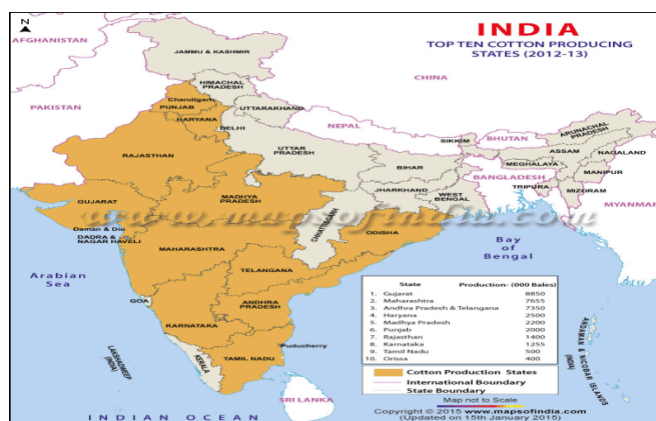 N
INDIA
TOP TEN COTTON PRODUCING
STATES (2012-13)
AFGHANISTAN
JAMMU & KASHMIR
CHINA
HIMACHAL
PRADESH
Chandigarh
PUNJAB
UTTARAKHAND
PAKISTAN
HARYANA
DELHI
NEPAL
SIKKIM
BHUTAN
ARUNACHAL
PRADESH
RAJASTHAN
UTTAR
PRADESH
ASSAM
NAGALAND
BIHAR
MEGHALAYA
MANIPUR
BANGLADESH
JHARKHAND
WEST
BENGAL
TRIPURA
MIZORAM
MYANMAR
GUJARAT
MADHYA
PRADESH
CHHATTISGARH
www.mapsofindia.com
Daman & Diu
DADRA &
NAGAR HAVELI
ODISHA
MAHARASHTRA
Bay
of
Bengal
Arabian
Sea
TELANGANA
GOA
ANDHRA
PRADESH
KARNATAKA
Puducherry
LAKSHADWEEP
(INDIA)
KERALA
TAMIL NADU
ANDAMAN & NICOBAR ISLANDS
(INDIA)
SRI LANKA
INDIAN OCEAN
State Production- (000 Bales)
1. Gujarat 8850
2. Maharashtra 7655
3. Andhra Pradesh & Telangana 7350
4. Haryana 2500
5. Madhya Pradesh 2200
6. Punjab 2000
7. Rajasthan 1400
8. Karnataka 1255
9. Tamil Nadu 500
10. Orissa 400
Cotton Production States
International Boundary
State Boundary
Map not to Scale
Copyright © 2015 www.mapsofindia.com
(Updated on 15th January 2015)